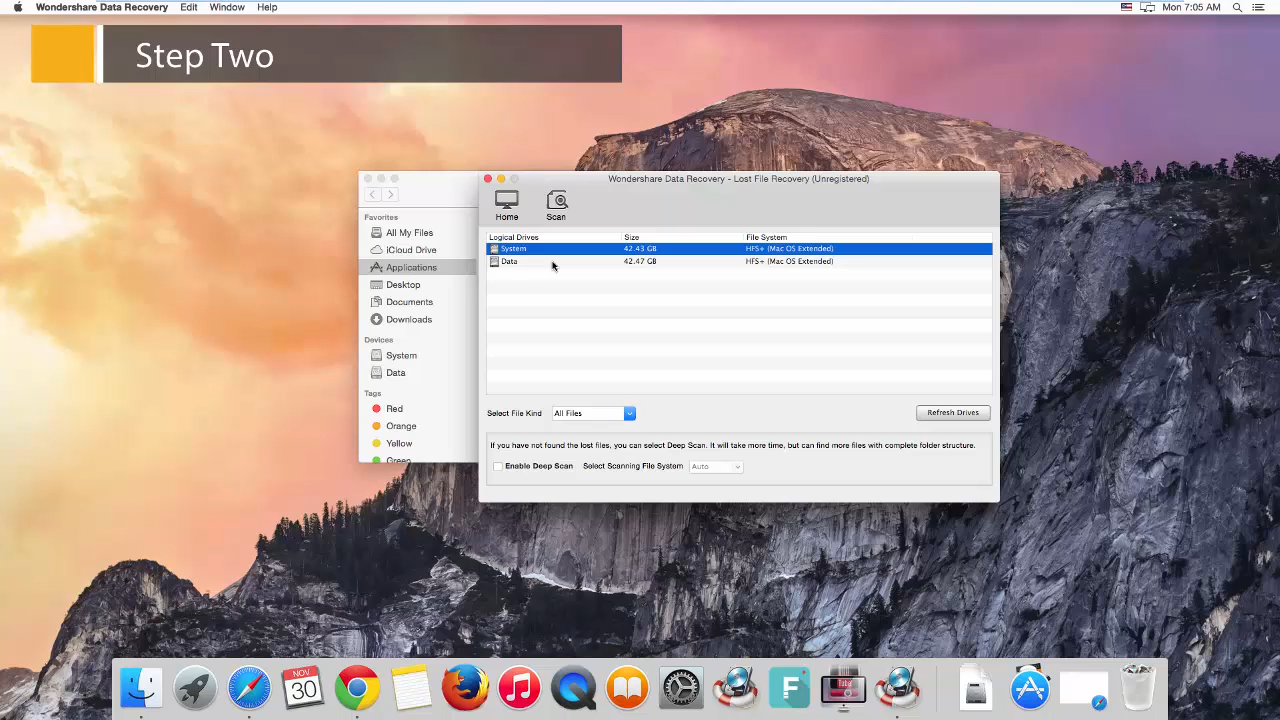 Wondershare Data Recovery Edit Window Help Mon 7:05 AM
Step Two
Wondershare Data Recovery - Lost File Recovery (Unregistered)
Home Scan
Favorites
All My Files
iCloud Drive
Applications
Desktop
Documents
Downloads
Devices
System
Data
Tags
Red
Orange
Yellow
Green
Logical Drives Size File System
System 42.43 GB HFS+ (Mac OS Extended)
Data 42.47 GB HFS+ (Mac OS Extended)
Select File Kind All Files Refresh Drives
If you have not found the lost files, you can select Deep Scan. It will take more time, but can find more files with complete folder structure.
Enable Deep Scan Select Scanning File System Auto
NOV
30
F